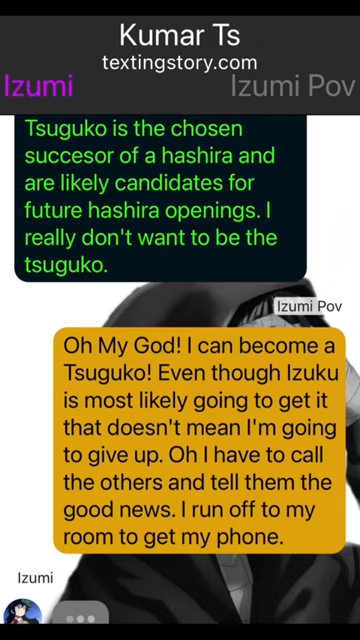 Kumar Ts
textingstory.com
Izumi
Izumi Pov
Tsuguko is the chosen
succesor of a hashira and
are likely candidates for
future hashira openings. I
really don't want to be the
tsuguko.
Izumi Pov
Oh My God! I can become a
Tsuguko! Even though Izuku
is most likely going to get it
that doesn't mean I'm going
to give up. Oh I have to call
the others and tell them the
good news. I run off to my
room to get my phone.
Izumi